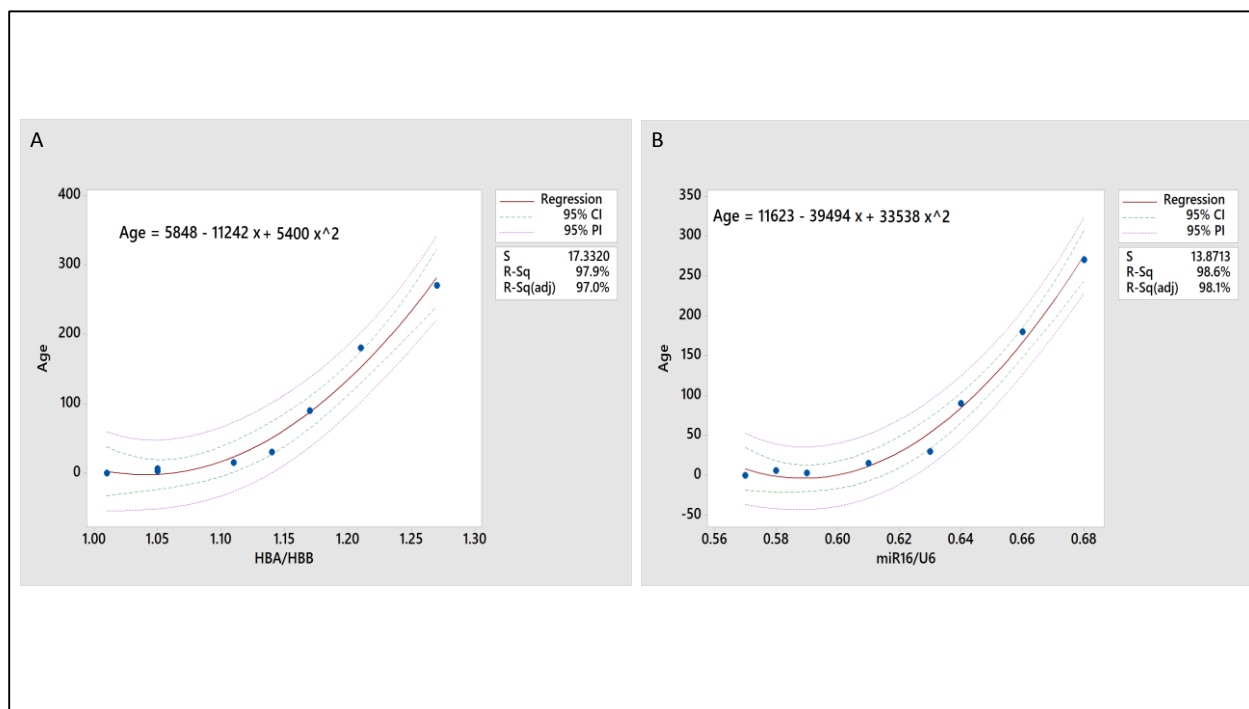 A
Age = 5848 - 11242 x + 5400 x^2
400
300
200
100
0
Age
1.00 1.05 1.10 1.15 1.20 1.25 1.30
HBA/HBB
Regression
95% CI
95% PI
S 17.3320
R-Sq 97.9%
R-Sq(adj) 97.0%
B
Age = 11623 - 39494 x + 33538 x^2
350
300
250
200
150
100
50
0
-50
Age
0.56 0.58 0.60 0.62 0.64 0.66 0.68
miR16/U6
Regression
95% CI
95% PI
S 13.8713
R-Sq 98.6%
R-Sq(adj) 98.1%